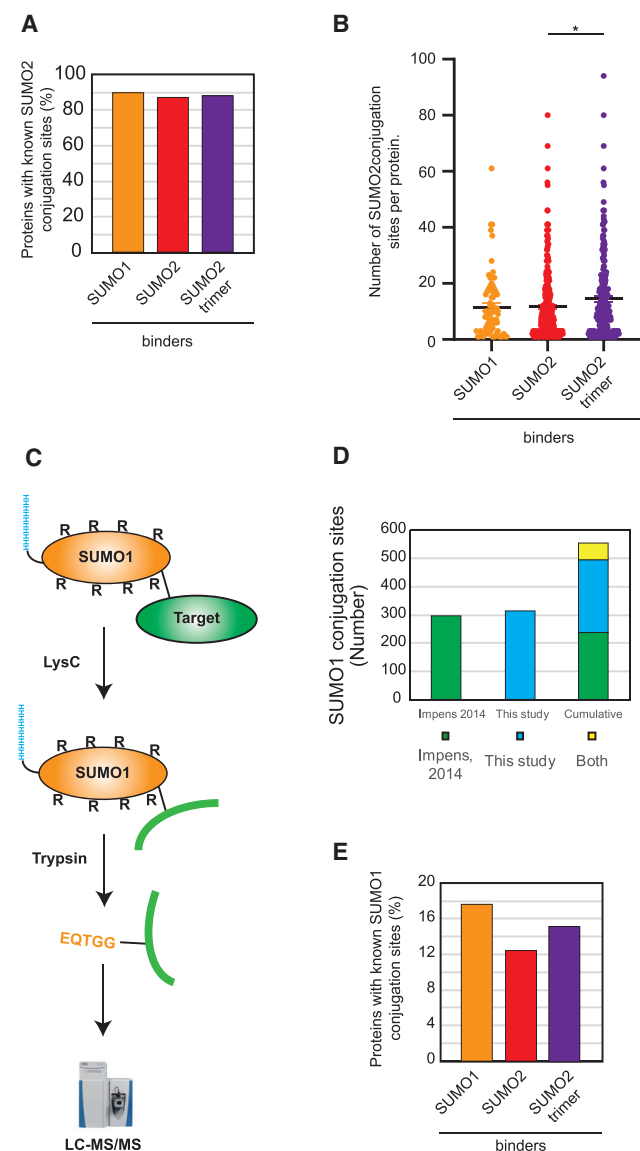 A
Proteins with known SUMO2
conjugation sites (%)
100
80
60
40
20
0
SUMO1
SUMO2
SUMO2
trimer
binders
B
*
Number of SUMO2conjugation
sites per protein.
100
80
60
40
20
0
SUMO1
SUMO2
SUMO2
trimer
binders
C
HHHHHHHHHH
R R R R
SUMO1
R R R R
Target
LysC
HHHHHHHHHH
R R R R
SUMO1
R R R R
Trypsin
EQTGG
LC-MS/MS
D
SUMO1 conjugation sites
(Number)
600
500
400
300
200
100
0
Impens 2014
This study
Cumulative
Impens,
2014
This study
Both
E
Proteins with known SUMO1
conjugation sites (%)
20
16
12
8
4
0
SUMO1
SUMO2
SUMO2
trimer
binders